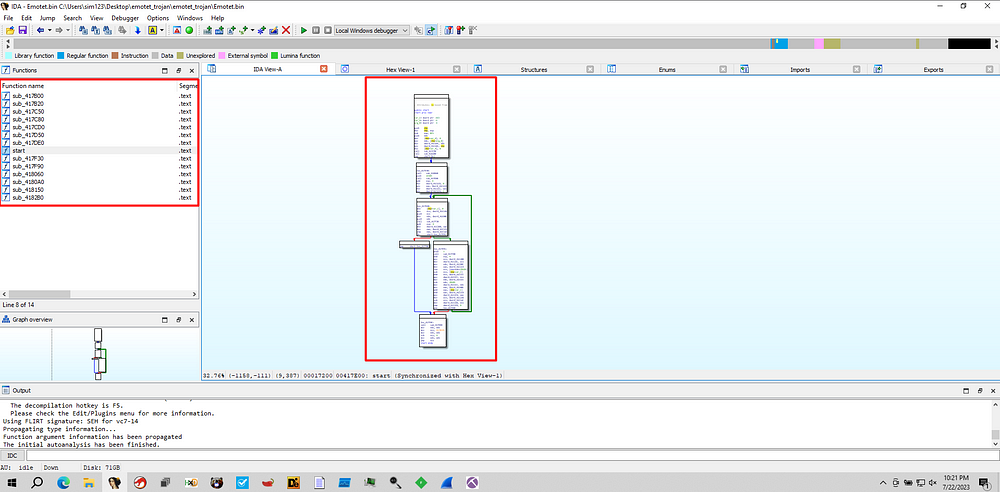 IDA - Emotet.bin C:\Users\sim123\Desktop\emotet_trojan\emotet_trojan\Emotet.bin
File Edit Jump Search View Debugger Options Windows Help
Local Windows debugger
Library function Regular function Instruction Data Unexplored External symbol Lumina function
Functions
IDA View-A Hex View-1 Structures Enums Imports Exports
Function name Segme
sub_417B00 .text
sub_417B20 .text
sub_417C50 .text
sub_417C80 .text
sub_417CD0 .text
sub_417D50 .text
sub_417DE0 .text
start .text
sub_417F30 .text
sub_417F90 .text
sub_418060 .text
sub_4180A0 .text
sub_418150 .text
sub_4182B0 .text
Line 8 of 14
Graph overview
32.76% (-1158,-111) (9,387) 00017200 00417E00: start (Synchronized with Hex View-1)
Output
The decompilation hotkey is F5.
Please check the Edit/Plugins menu for more information.
Using FLIRT signature: SEH for vc7-14
Propagating type information...
Function argument information has been propagated
The initial autoanalysis has been finished.
IDC
AU: idle Down Disk: 71GB
10:21 PM
7/22/2023